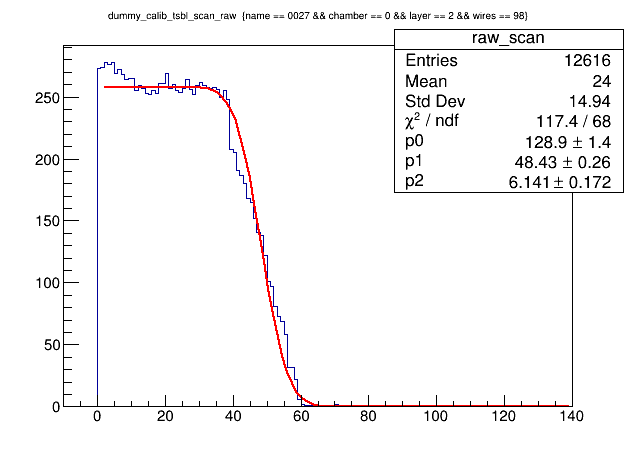 dummy_calib_tsbl_scan_raw {name == 0027 && chamber == 0 && layer == 2 && wires == 98}
raw_scan
Entries 12616
Mean 24
Std Dev 14.94
χ² / ndf 117.4 / 68
p0 128.9 ± 1.4
p1 48.43 ± 0.26
p2 6.141 ± 0.172
250
200
150
100
50
0
0 20 40 60 80 100 120 140